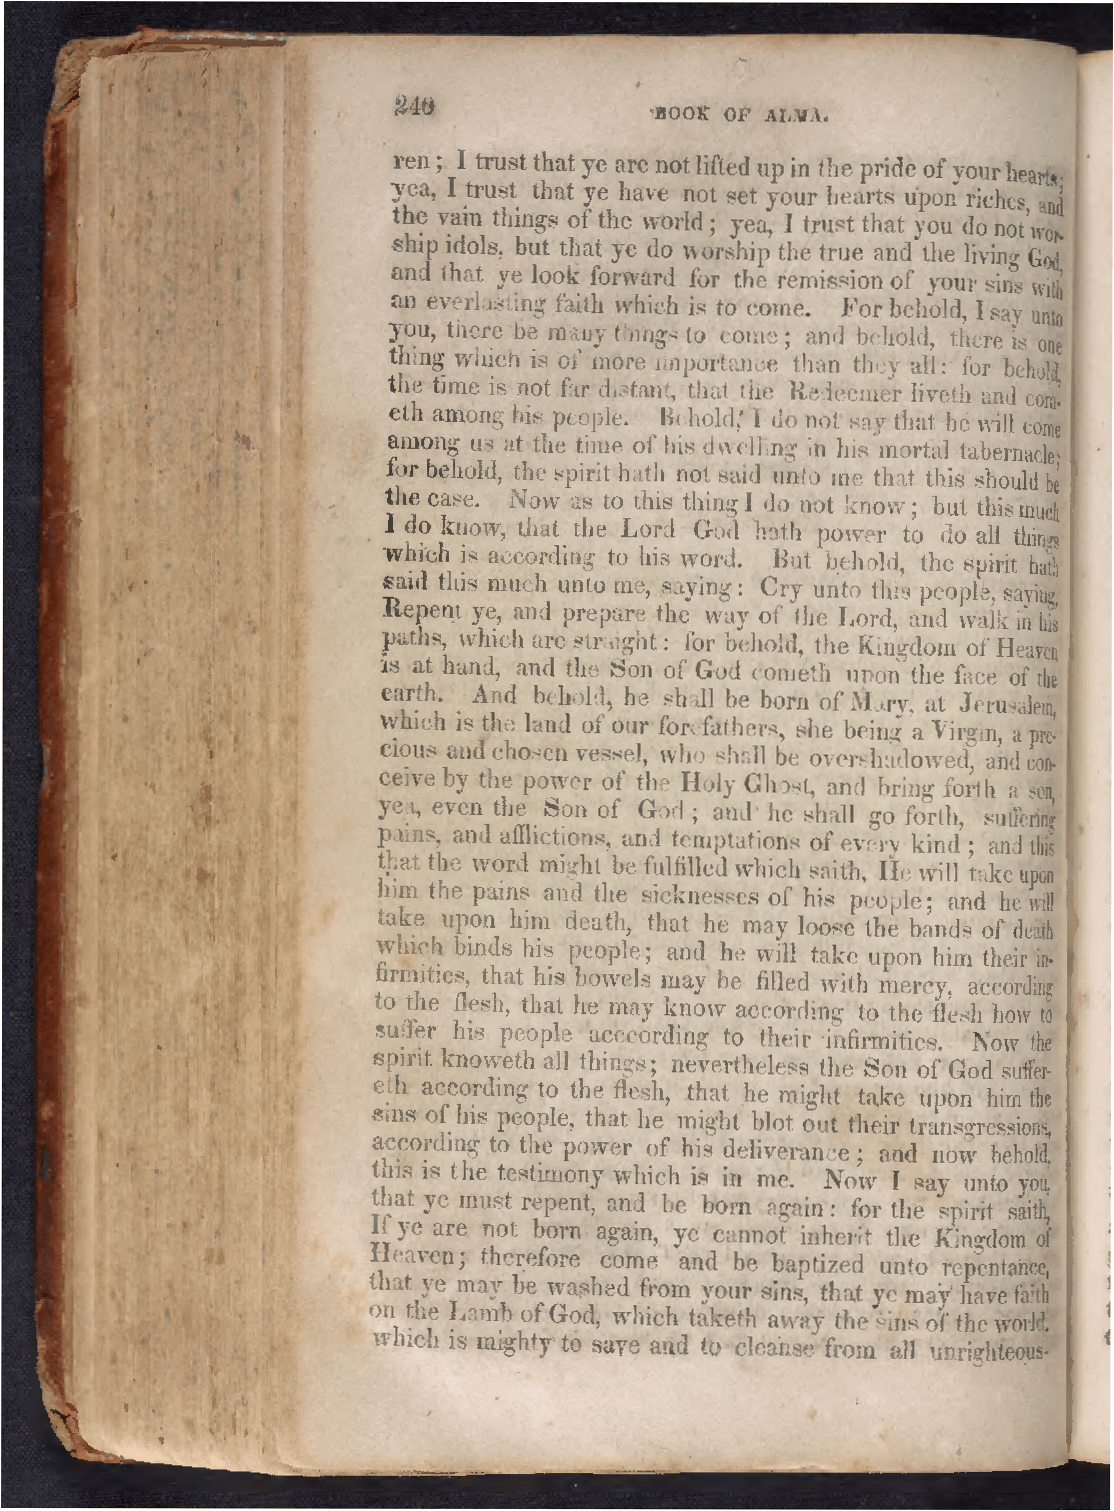 240
BOOK OF ALMA.
ren; I trust that ye are not lifted up in the pride of your hearts;
yea, I trust that ye have not set your hearts upon riches, and
the vain things of the world; yea, I trust that you do not wor-
ship idols, but that ye do worship the true and the living God,
and that ye look forward for the remission of your sins with
an everlasting faith which is to come. For behold, I say unto
you, there be many things to come; and behold, there is one
thing which is of more importance than they all: for behold,
the time is not far distant, that the Redeemer liveth and com-
eth among his people. Behold, I do not say that he will come
among us at the time of his dwelling in his mortal tabernacle;
for behold, the spirit hath not said unto me that this should be
the case. Now as to this thing I do not know; but this much
I do know, that the Lord God hath power to do all things
which is according to his word. But behold, the spirit hath
said this much unto me, saying: Cry unto this people, saying,
Repent ye, and prepare the way of the Lord, and walk in his
paths, which are straight: for behold, the Kingdom of Heaven
is at hand, and the Son of God cometh upon the face of the
earth. And behold, he shall be born of Mary, at Jerusalem,
which is the land of our forefathers, she being a Virgin, a pre-
cious and chosen vessel, who shall be overshadowed, and con-
ceive by the power of the Holy Ghost, and bring forth a son,
yea, even the Son of God; and he shall go forth, suffering
pains, and afflictions, and temptations of every kind; and this
that the word might be fulfilled which saith, He will take upon
him the pains and the sicknesses of his people; and he will
take upon him death, that he may loose the bands of death
which binds his people; and he will take upon him their in-
firmities, that his bowels may be filled with mercy, according
to the flesh, that he may know according to the flesh how to
suffer his people acccording to their infirmities. Now the
spirit knoweth all things; nevertheless the Son of God suffer-
eth according to the flesh, that he might take upon him the
sins of his people, that he might blot out their transgressions,
according to the power of his deliverance; and now behold,
this is the testimony which is in me. Now I say unto you,
that ye must repent, and be born again: for the spirit saith,
If ye are not born again, ye cannot inherit the Kingdom of
Heaven; therefore come and be baptized unto repentance,
that ye may be washed from your sins, that ye may have faith
on the Lamb of God, which taketh away the sins of the world,
which is mighty to save and to cleanse from all unrighteous-